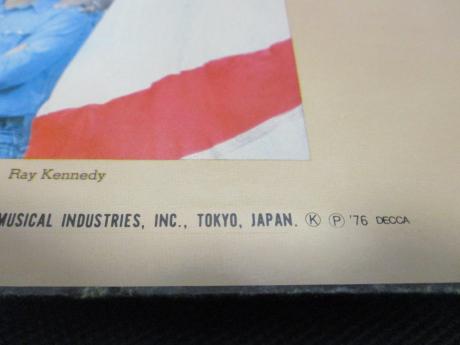 Ray Kennedy
MUSICAL INDUSTRIES, INC., TOKYO, JAPAN. Ⓚ Ⓟ '76 DECCA